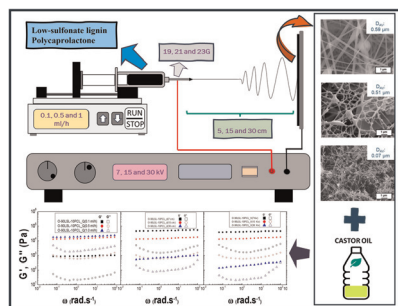 Low-sulfonate lignin
Polycaprolactone
19, 21 and 23G
0.1, 0.5 and 1
ml/h
RUN
STOP
5, 15 and 30 cm
7, 15 and 30 kV
G', G'' (Pa)
ω (rad.s⁻¹)
ω (rad.s⁻¹)
ω (rad.s⁻¹)
0.59 μm
0.51 μm
0.07 μm
CASTOR OIL